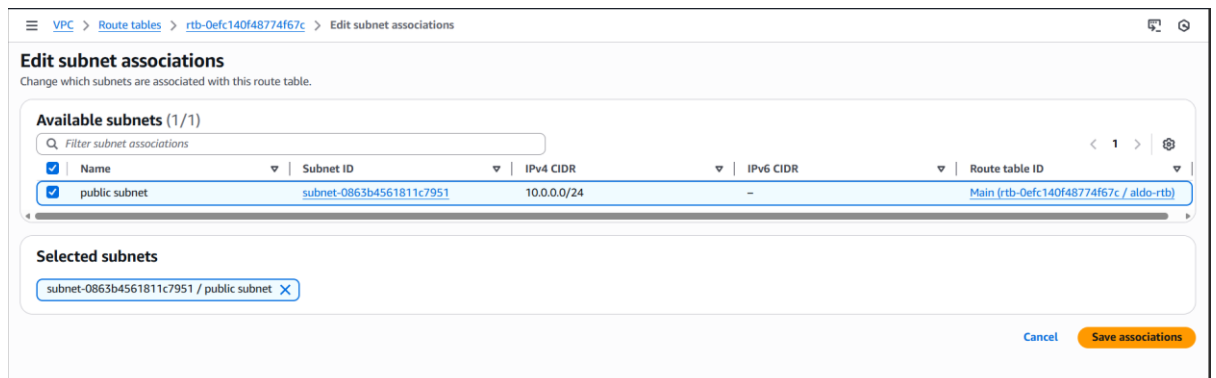 VPC > Route tables > rtb-0efc140f48774f67c > Edit subnet associations
Edit subnet associations
Change which subnets are associated with this route table.
Available subnets (1/1)
Filter subnet associations
< 1 >
Name Subnet ID IPv4 CIDR IPv6 CIDR Route table ID
public subnet subnet-0863b4561811c7951 10.0.0.0/24 – Main (rtb-0efc140f48774f67c / aldo-rtb)
Selected subnets
subnet-0863b4561811c7951 / public subnet
Cancel Save associations